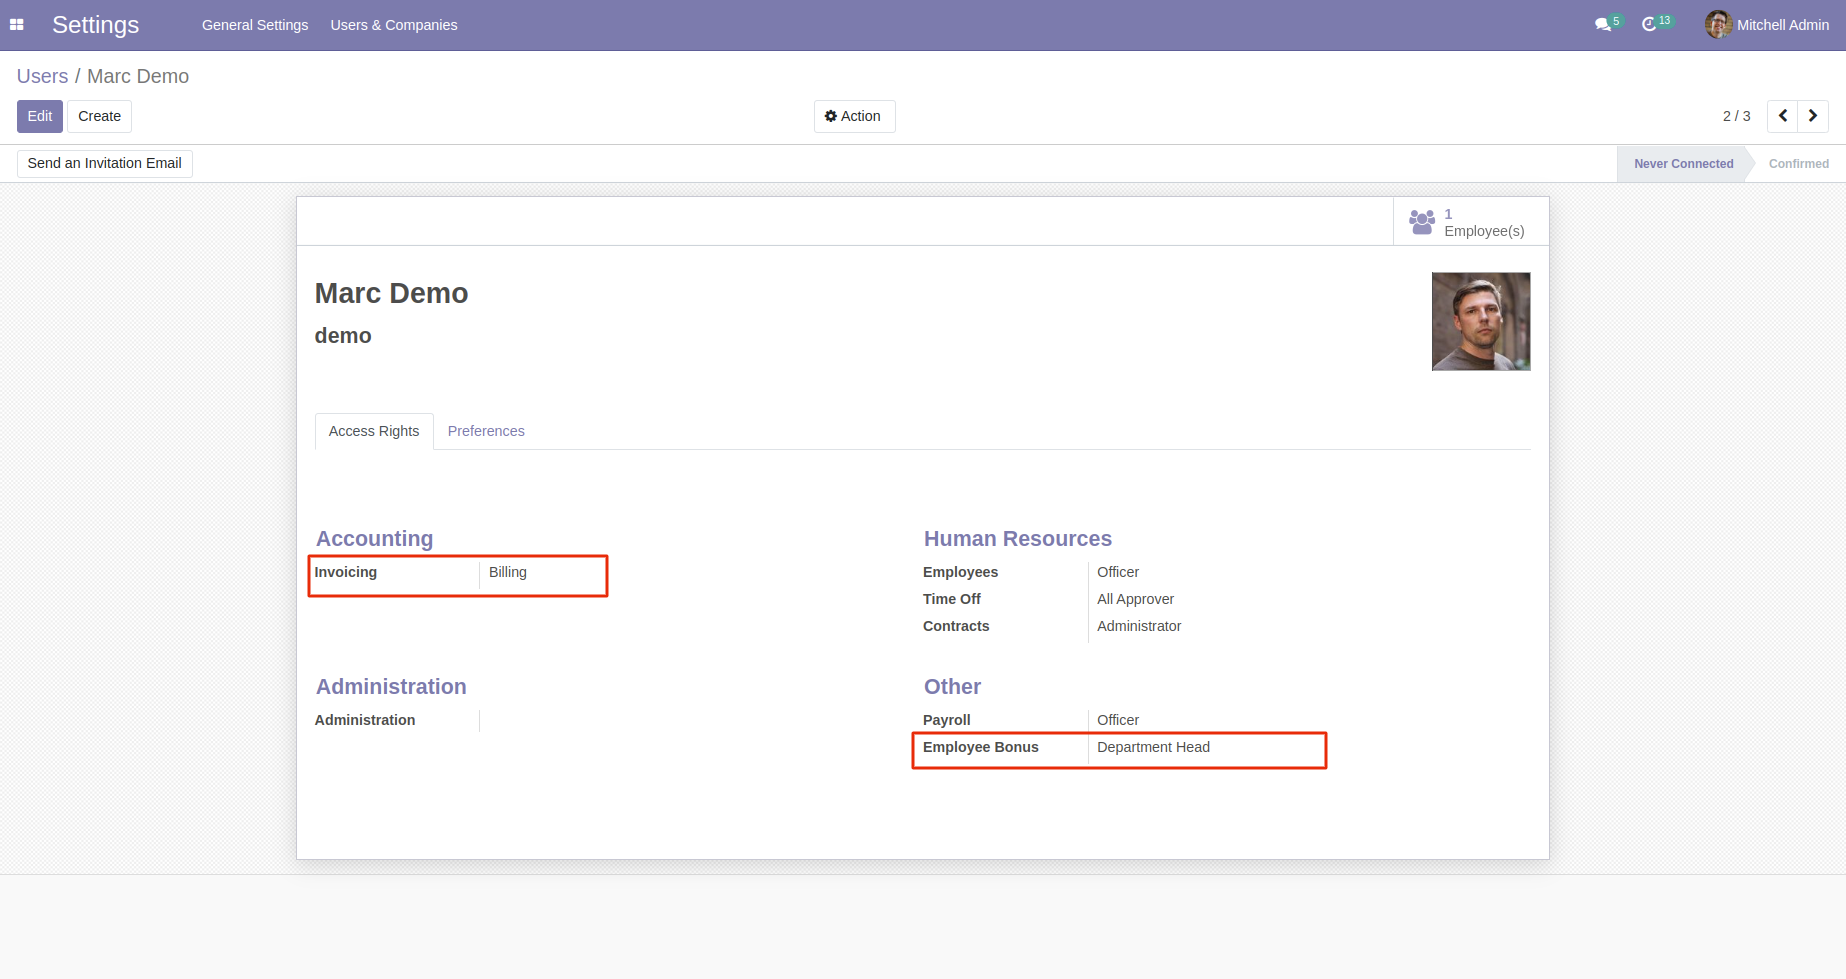 Settings General Settings Users & Companies 5 13 Mitchell Admin
Users / Marc Demo
Edit Create Action 2 / 3
Send an Invitation Email Never Connected Confirmed
1
Employee(s)
Marc Demo
demo
Access Rights Preferences
Accounting Human Resources
Invoicing Billing Employees Officer
Time Off All Approver
Contracts Administrator
Administration Other
Administration Payroll Officer
Employee Bonus Department Head